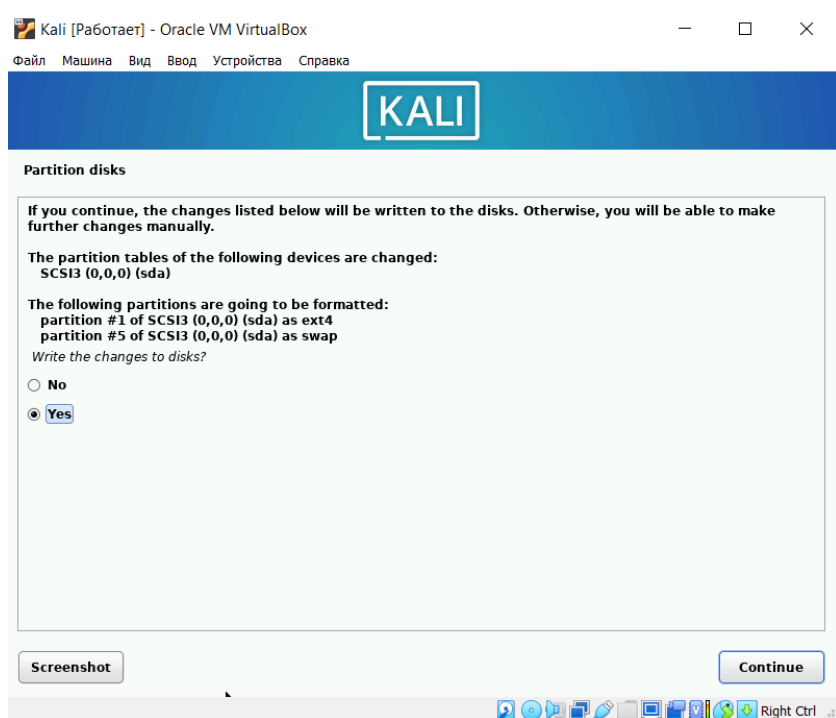 Kali [Работает] - Oracle VM VirtualBox
Файл Машина Вид Ввод Устройства Справка
KALI
Partition disks
If you continue, the changes listed below will be written to the disks. Otherwise, you will be able to make
further changes manually.
The partition tables of the following devices are changed:
SCSI3 (0,0,0) (sda)
The following partitions are going to be formatted:
partition #1 of SCSI3 (0,0,0) (sda) as ext4
partition #5 of SCSI3 (0,0,0) (sda) as swap
Write the changes to disks?
No
Yes
Screenshot Continue
Right Ctrl